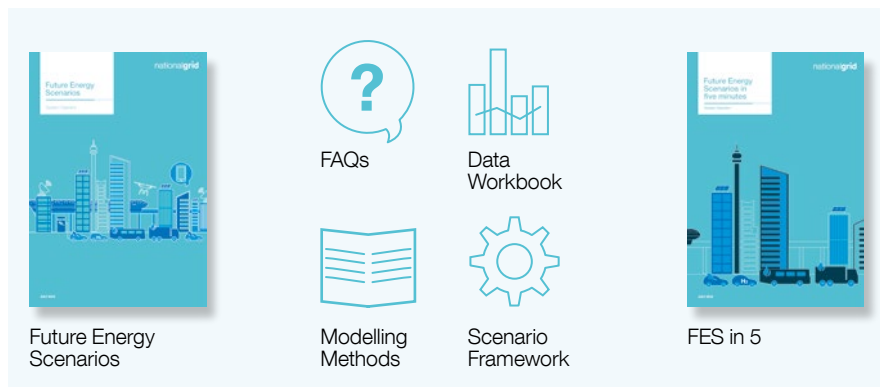 nationalgrid
Future Energy
Scenarios
Future Energy
Scenarios
?
FAQs
Data
Workbook
Modelling
Methods
Scenario
Framework
nationalgrid
Future Energy
Scenarios in
five minutes
H₂
FES in 5